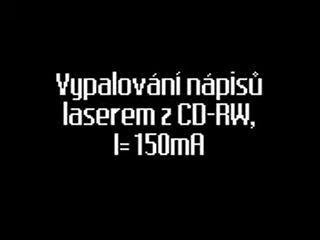 Vypalování nápisů
laserem z CD-RW,
I= 150mA